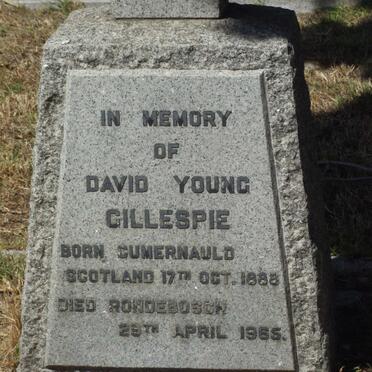 IN MEMORY
OF
DAVID YOUNG
GILLESPIE
BORN CUMERNAULD
SCOTLAND 17TH OCT. 1888
DIED RONDEBOSCH
29TH APRIL 1965.